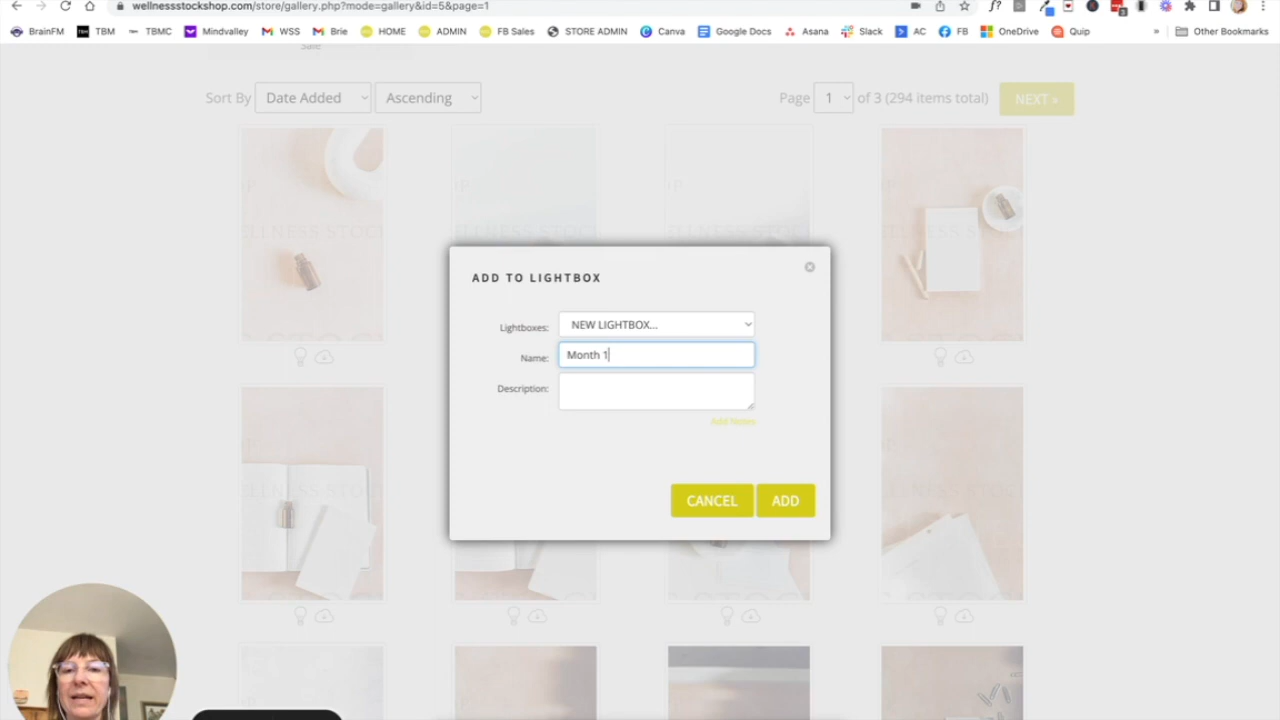 wellnessstockshop.com/store/gallery.php?mode=gallery&id=5&page=1
BrainFM TBM TBMC Mindvalley WSS Brie HOME ADMIN FB Sales STORE ADMIN Canva Google Docs Asana Slack AC FB OneDrive Quip » Other Bookmarks
Sale
Sort By Date Added Ascending Page 1 of 3 (294 items total) NEXT »
ADD TO LIGHTBOX
Lightboxes: NEW LIGHTBOX...
Name: Month 1
Description:
Add Notes
CANCEL ADD